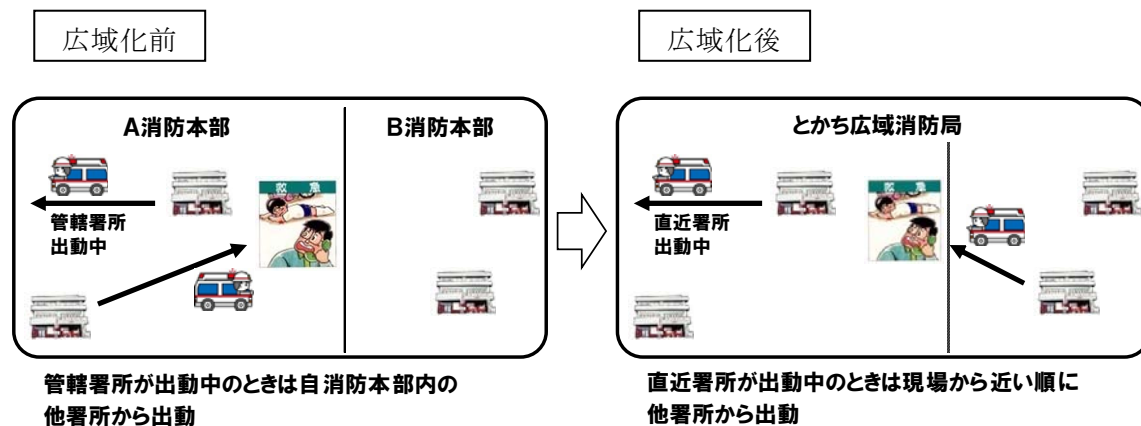 広域化前
広域化後
A消防本部
B消防本部
救急
管轄署所
出動中
管轄署所が出動中のときは自消防本部内の
他署所から出動
とかち広域消防局
救急
直近署所
出動中
直近署所が出動中のときは現場から近い順に
他署所から出動